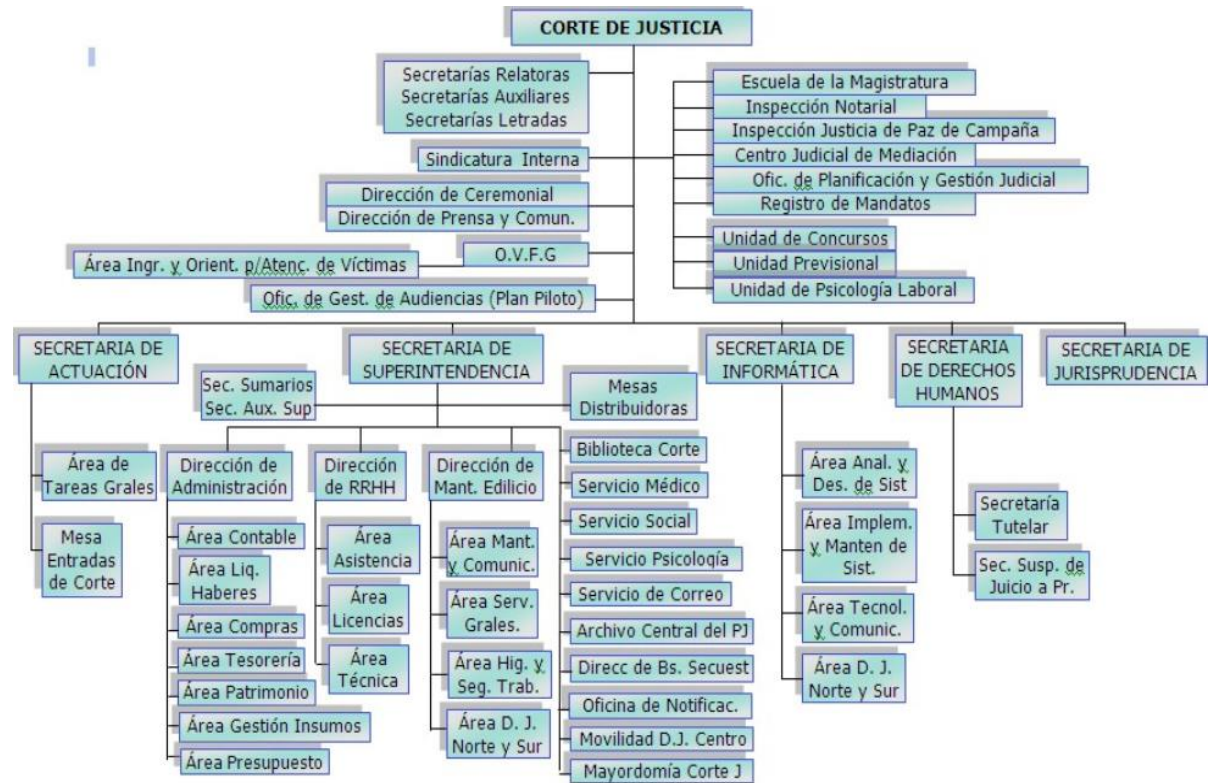 CORTE DE JUSTICIA
Secretarías Relatoras
Secretarías Auxiliares
Secretarías Letradas
Sindicatura Interna
Dirección de Ceremonial
Dirección de Prensa y Comun.
O.V.F.G
Área Ingr. y Orient. p/Atenc. de Víctimas
Ofic. de Gest. de Audiencias (Plan Piloto)
Escuela de la Magistratura
Inspección Notarial
Inspección Justicia de Paz de Campaña
Centro Judicial de Mediación
Ofic. de Planificación y Gestión Judicial
Registro de Mandatos
Unidad de Concursos
Unidad Previsional
Unidad de Psicología Laboral
SECRETARIA DE
ACTUACIÓN
Área de
Tareas Grales
Mesa
Entradas
de Corte
SECRETARIA DE
SUPERINTENDENCIA
Sec. Sumarios
Sec. Aux. Sup
Mesas
Distribuidoras
Dirección de
Administración
Área Contable
Área Liq.
Haberes
Área Compras
Área Tesorería
Área Patrimonio
Área Gestión Insumos
Área Presupuesto
Dirección
de RRHH
Área
Asistencia
Área
Licencias
Área
Técnica
Dirección de
Mant. Edilicio
Área Mant.
y Comunic.
Área Serv.
Grales.
Área Hig. y
Seg. Trab.
Área D. J.
Norte y Sur
Biblioteca Corte
Servicio Médico
Servicio Social
Servicio Psicología
Servicio de Correo
Archivo Central del PJ
Direcc de Bs. Secuest
Oficina de Notificac.
Movilidad D.J. Centro
Mayordomía Corte J
SECRETARIA DE
INFORMÁTICA
Área Anal. y
Des. de Sist
Área Implem.
y Manten de
Sist.
Área Tecnol.
y Comunic.
Área D. J.
Norte y Sur
SECRETARIA
DE DERECHOS
HUMANOS
Secretaría
Tutelar
Sec. Susp. de
Juicio a Pr.
SECRETARIA DE
JURISPRUDENCIA